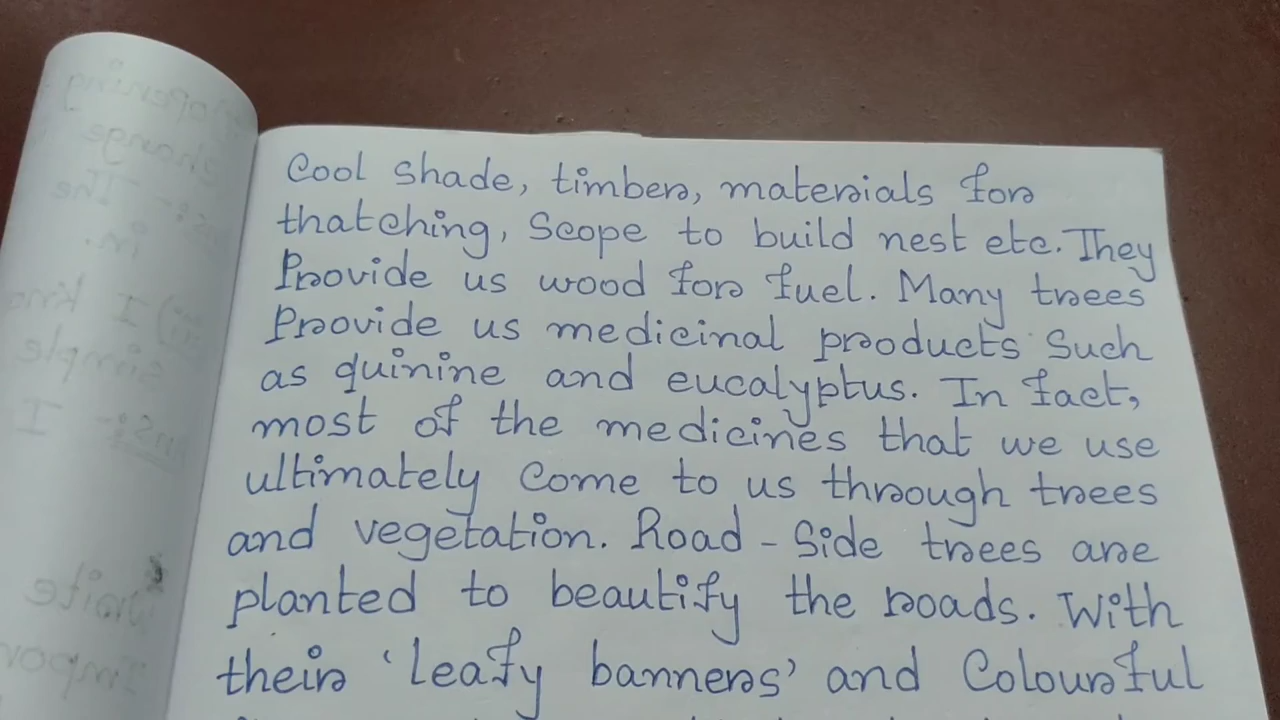 Cool shade, timber, materials for
thatching, Scope to build nest etc. They
Provide us wood for fuel. Many trees
Provide us medicinal products Such
as quinine and eucalyptus. In fact,
most of the medicines that we use
ultimately Come to us through trees
and vegetation. Road - Side trees are
planted to beautify the roads. With
their 'leafy banners' and Colourful